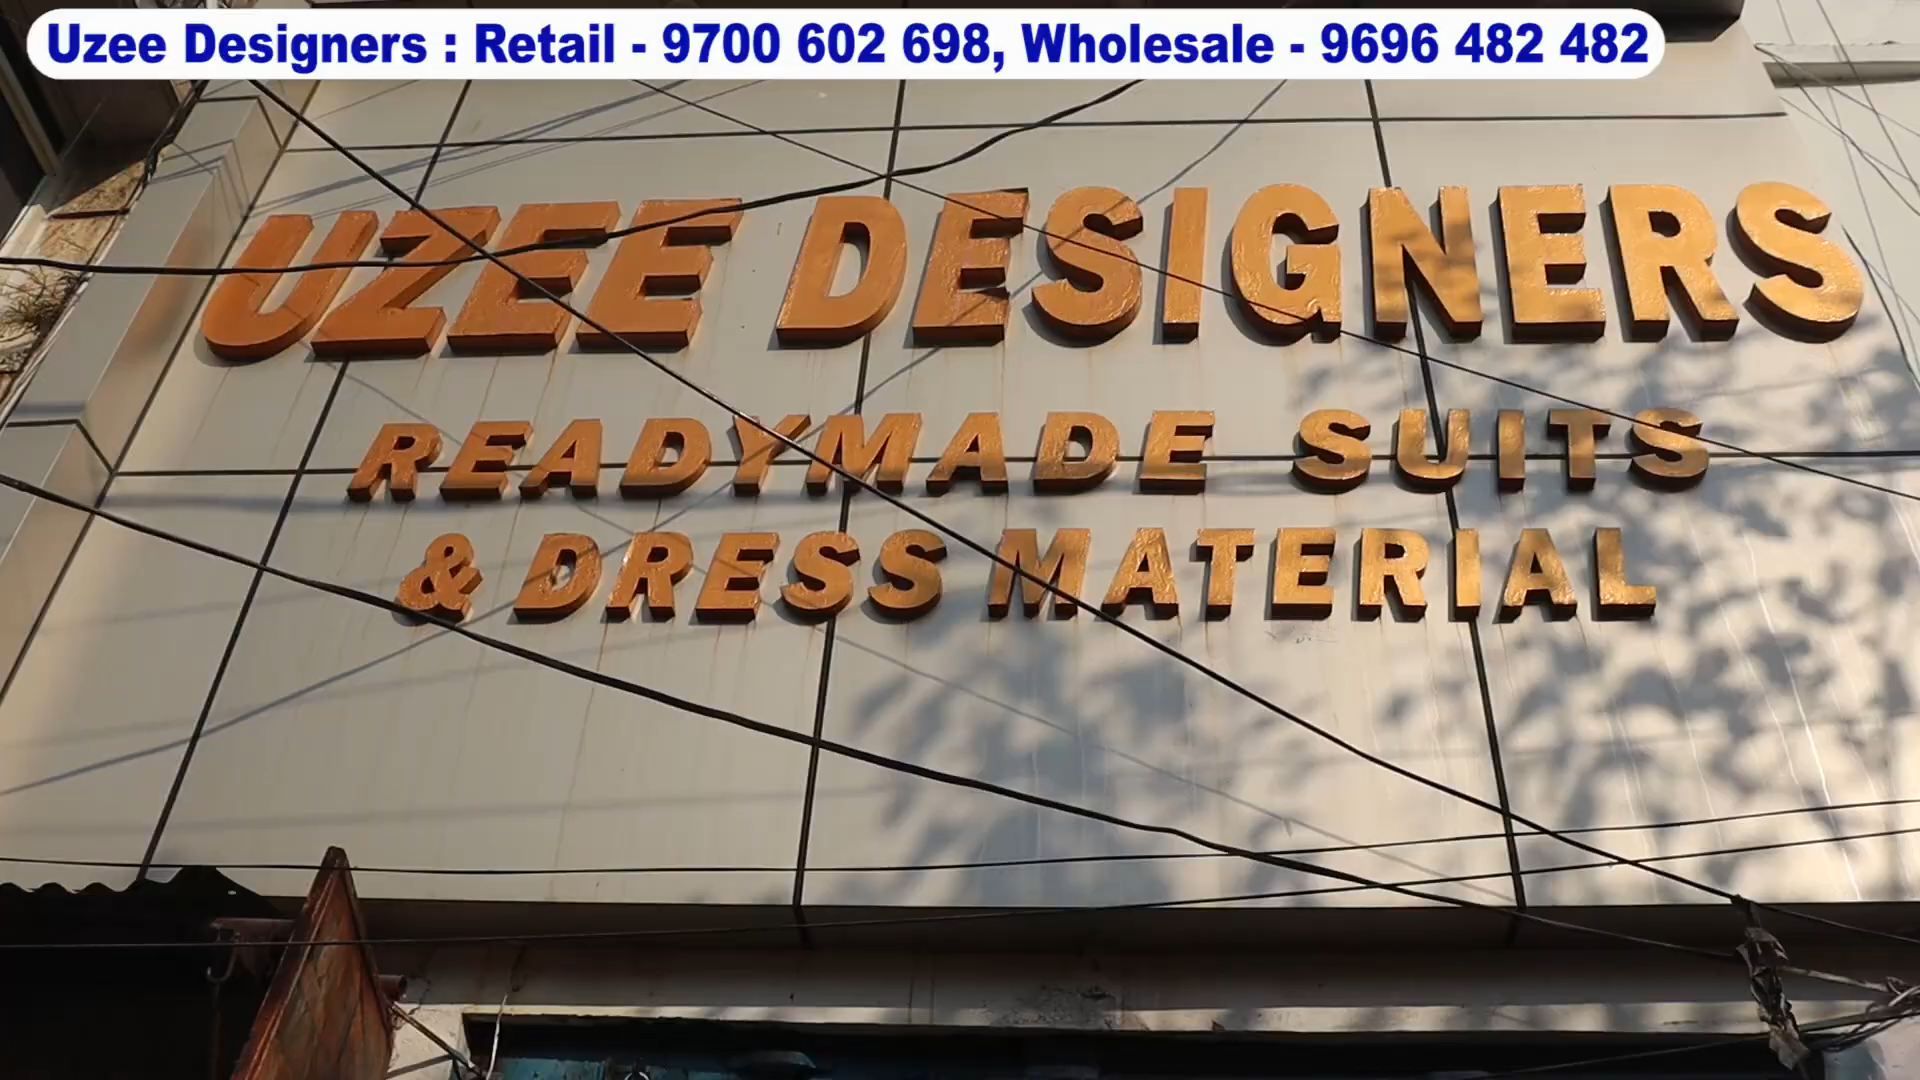 Uzee Designers : Retail - 9700 602 698, Wholesale - 9696 482 482
UZEE DESIGNERS
READYMADE SUITS
& DRESS MATERIAL